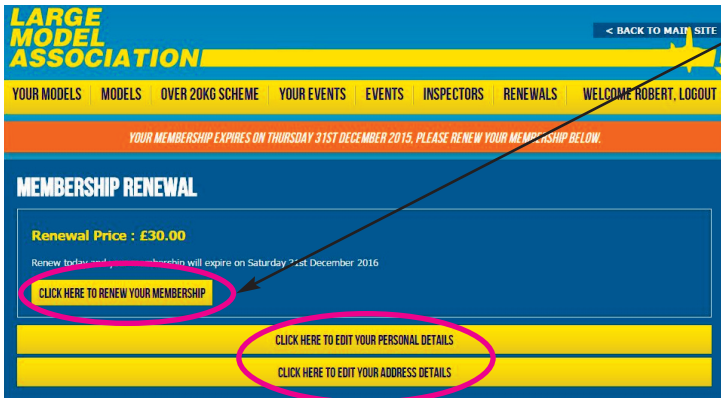 LARGE
MODEL
ASSOCIATION
< BACK TO MAIN SITE
YOUR MODELS MODELS OVER 20KG SCHEME YOUR EVENTS EVENTS INSPECTORS RENEWALS WELCOME ROBERT, LOGOUT
YOUR MEMBERSHIP EXPIRES ON THURSDAY 31ST DECEMBER 2015, PLEASE RENEW YOUR MEMBERSHIP BELOW.
MEMBERSHIP RENEWAL
Renewal Price : £30.00
Renew today and your membership will expire on Saturday 31st December 2016
CLICK HERE TO RENEW YOUR MEMBERSHIP
CLICK HERE TO EDIT YOUR PERSONAL DETAILS
CLICK HERE TO EDIT YOUR ADDRESS DETAILS